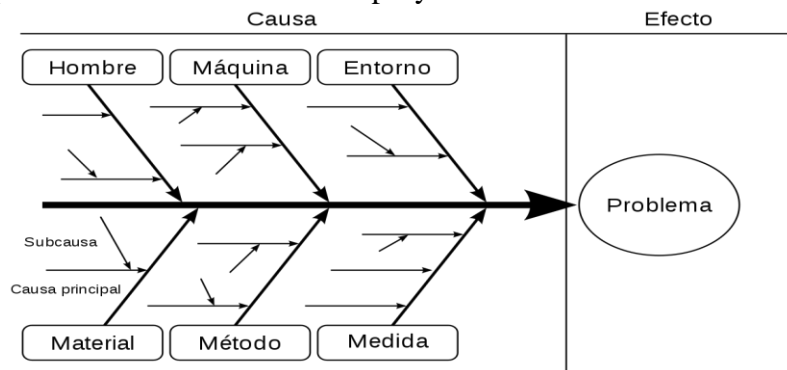 Causa
Efecto
Hombre
Máquina
Entorno
Problema
Subcausa
Causa principal
Material
Método
Medida